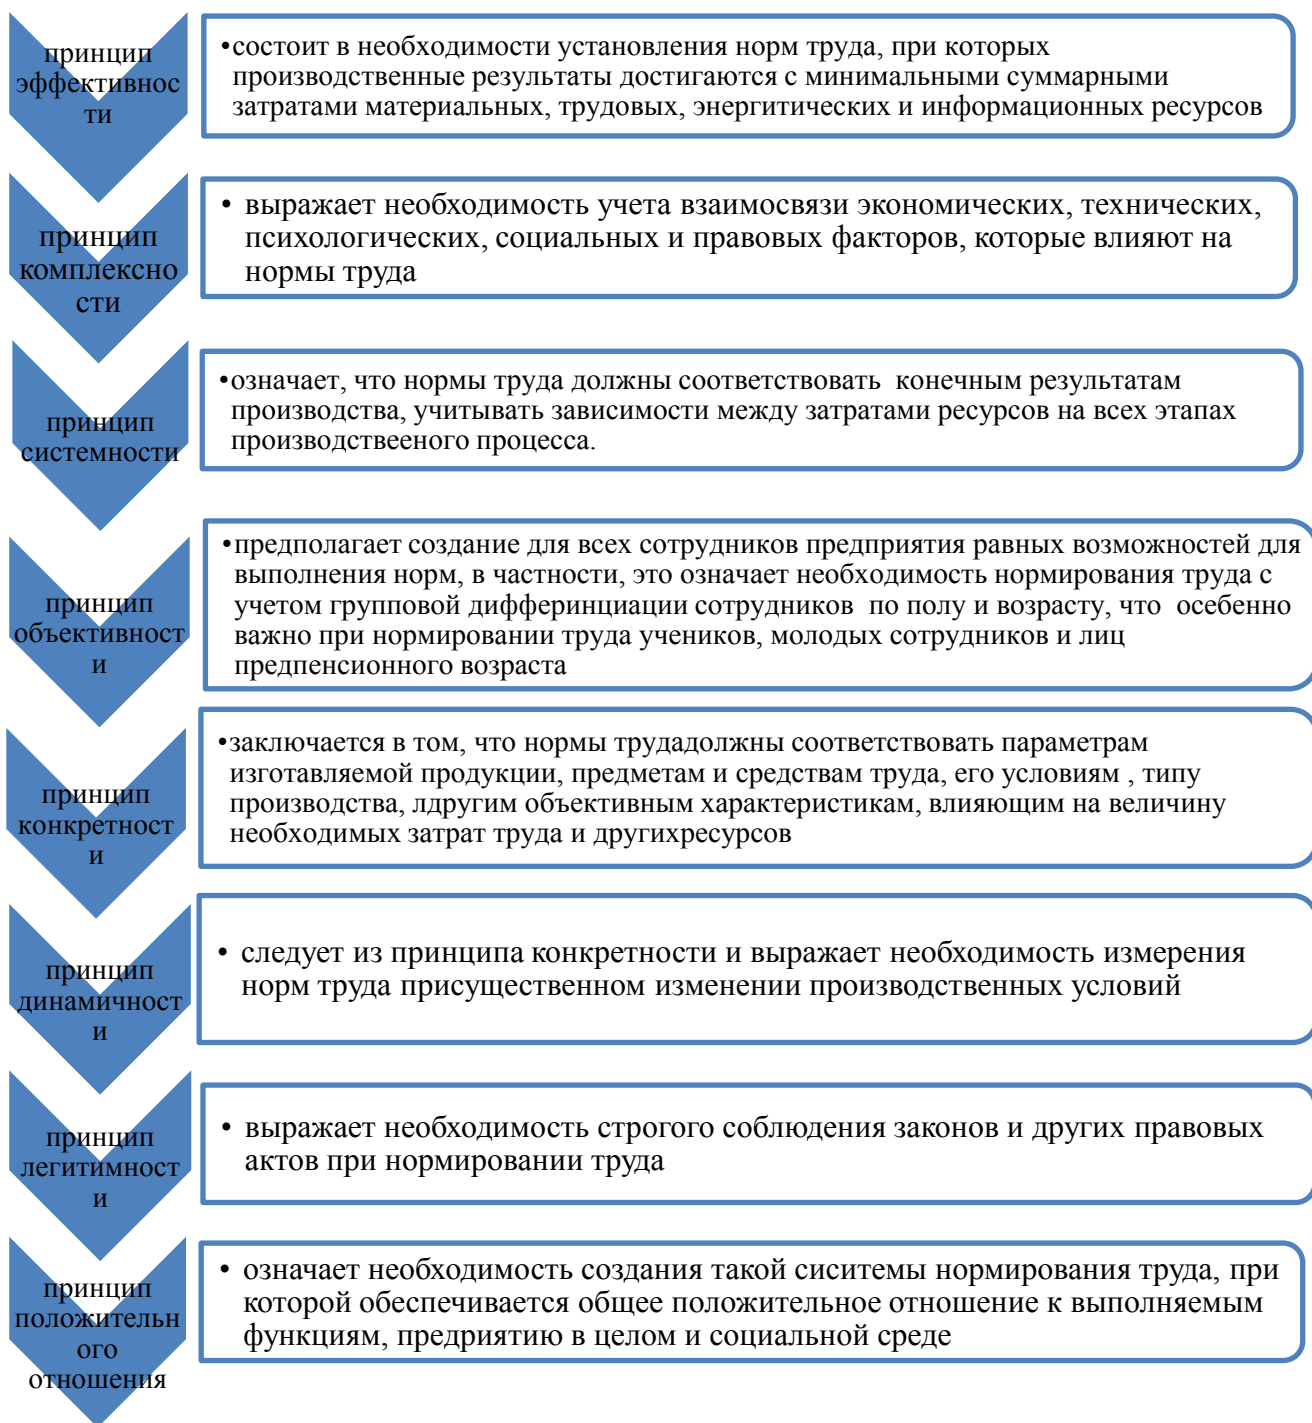 принцип
эффективнос
ти
•состоит в необходимости установления норм труда, при которых
производственные результаты достигаются с минимальными суммарными
затратами материальных, трудовых, энергитических и информационных ресурсов
принцип
комплексно
сти
• выражает необходимость учета взаимосвязи экономических, технических,
психологических, социальных и правовых факторов, которые влияют на
нормы труда
принцип
системности
•означает, что нормы труда должны соответствовать  конечным результатам
производства, учитывать зависимости между затратами ресурсов на всех этапах
производствееного процесса.
принцип
объективност
и
•предполагает создание для всех сотрудников предприятия равных возможностей для
выполнения норм, в частности, это означает необходимость нормирования труда с
учетом групповой дифферинциации сотрудников  по полу и возрасту, что  осебенно
важно при нормировании труда учеников, молодых сотрудников и лиц
предпенсионного возраста
принцип
конкретност
и
•заключается в том, что нормы трудадолжны соответствовать параметрам
изготавляемой продукции, предметам и средствам труда, его условиям , типу
производства, лдругим объективным характеристикам, влияющим на величину
необходимых затрат труда и другихресурсов
принцип
динамичност
и
• следует из принципа конкретности и выражает необходимость измерения
норм труда присущественном изменении производственных условий
принцип
легитимност
и
• выражает необходимость строгого соблюдения законов и других правовых
актов при нормировании труда
принцип
положительн
ого
отношения
• означает необходимость создания такой сиситемы нормирования труда, при
которой обеспечивается общее положительное отношение к выполняемым
функциям, предриятию в целом и социальной среде